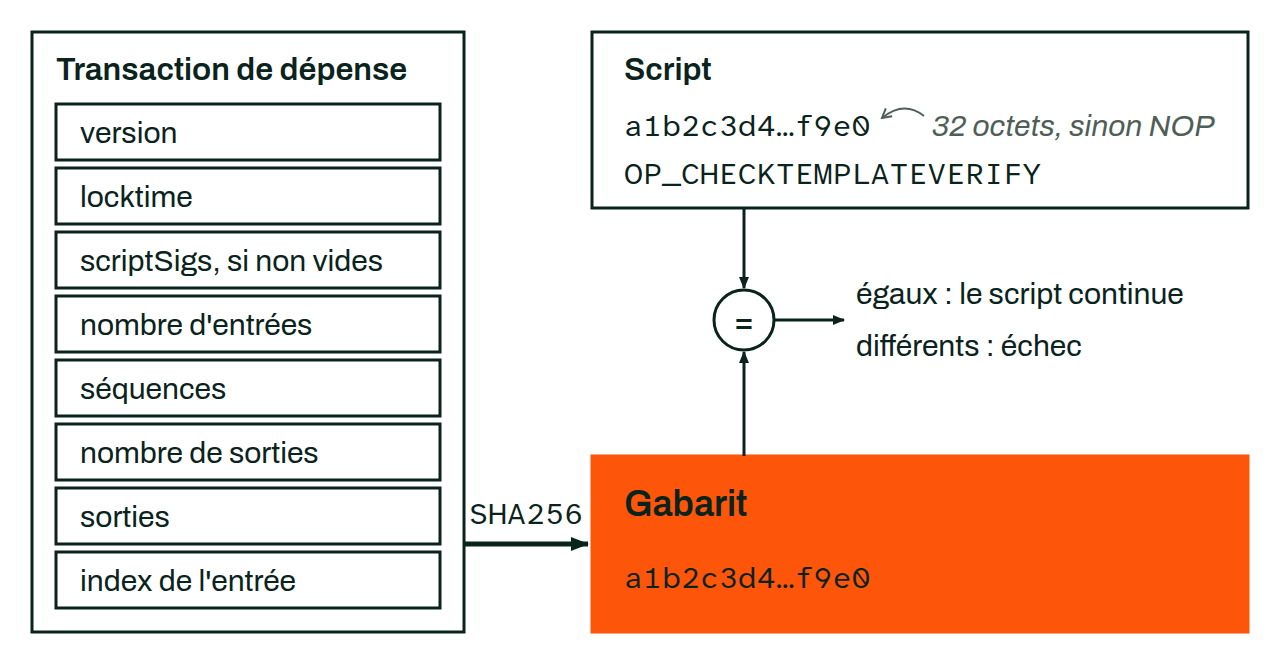 Transaction de dépense
version
locktime
scriptSigs, si non vides
nombre d'entrées
séquences
nombre de sorties
sorties
index de l'entrée
SHA256
Script
a1b2c3d4…f9e0
32 octets, sinon NOP
OP_CHECKTEMPLATEVERIFY
=
égaux : le script continue
différents : échec
Gabarit
a1b2c3d4…f9e0